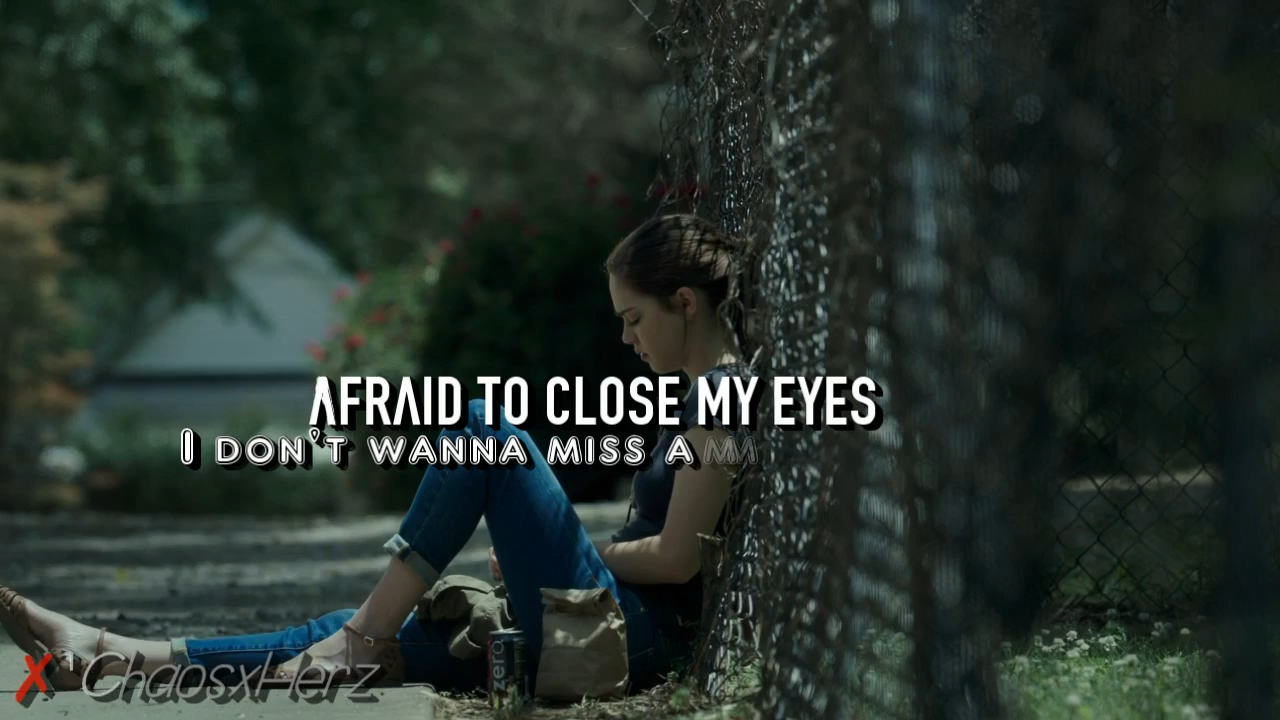 AFRAID TO CLOSE MY EYES
I DON'T WANNA MISS A
X ChaosxHerz
zero